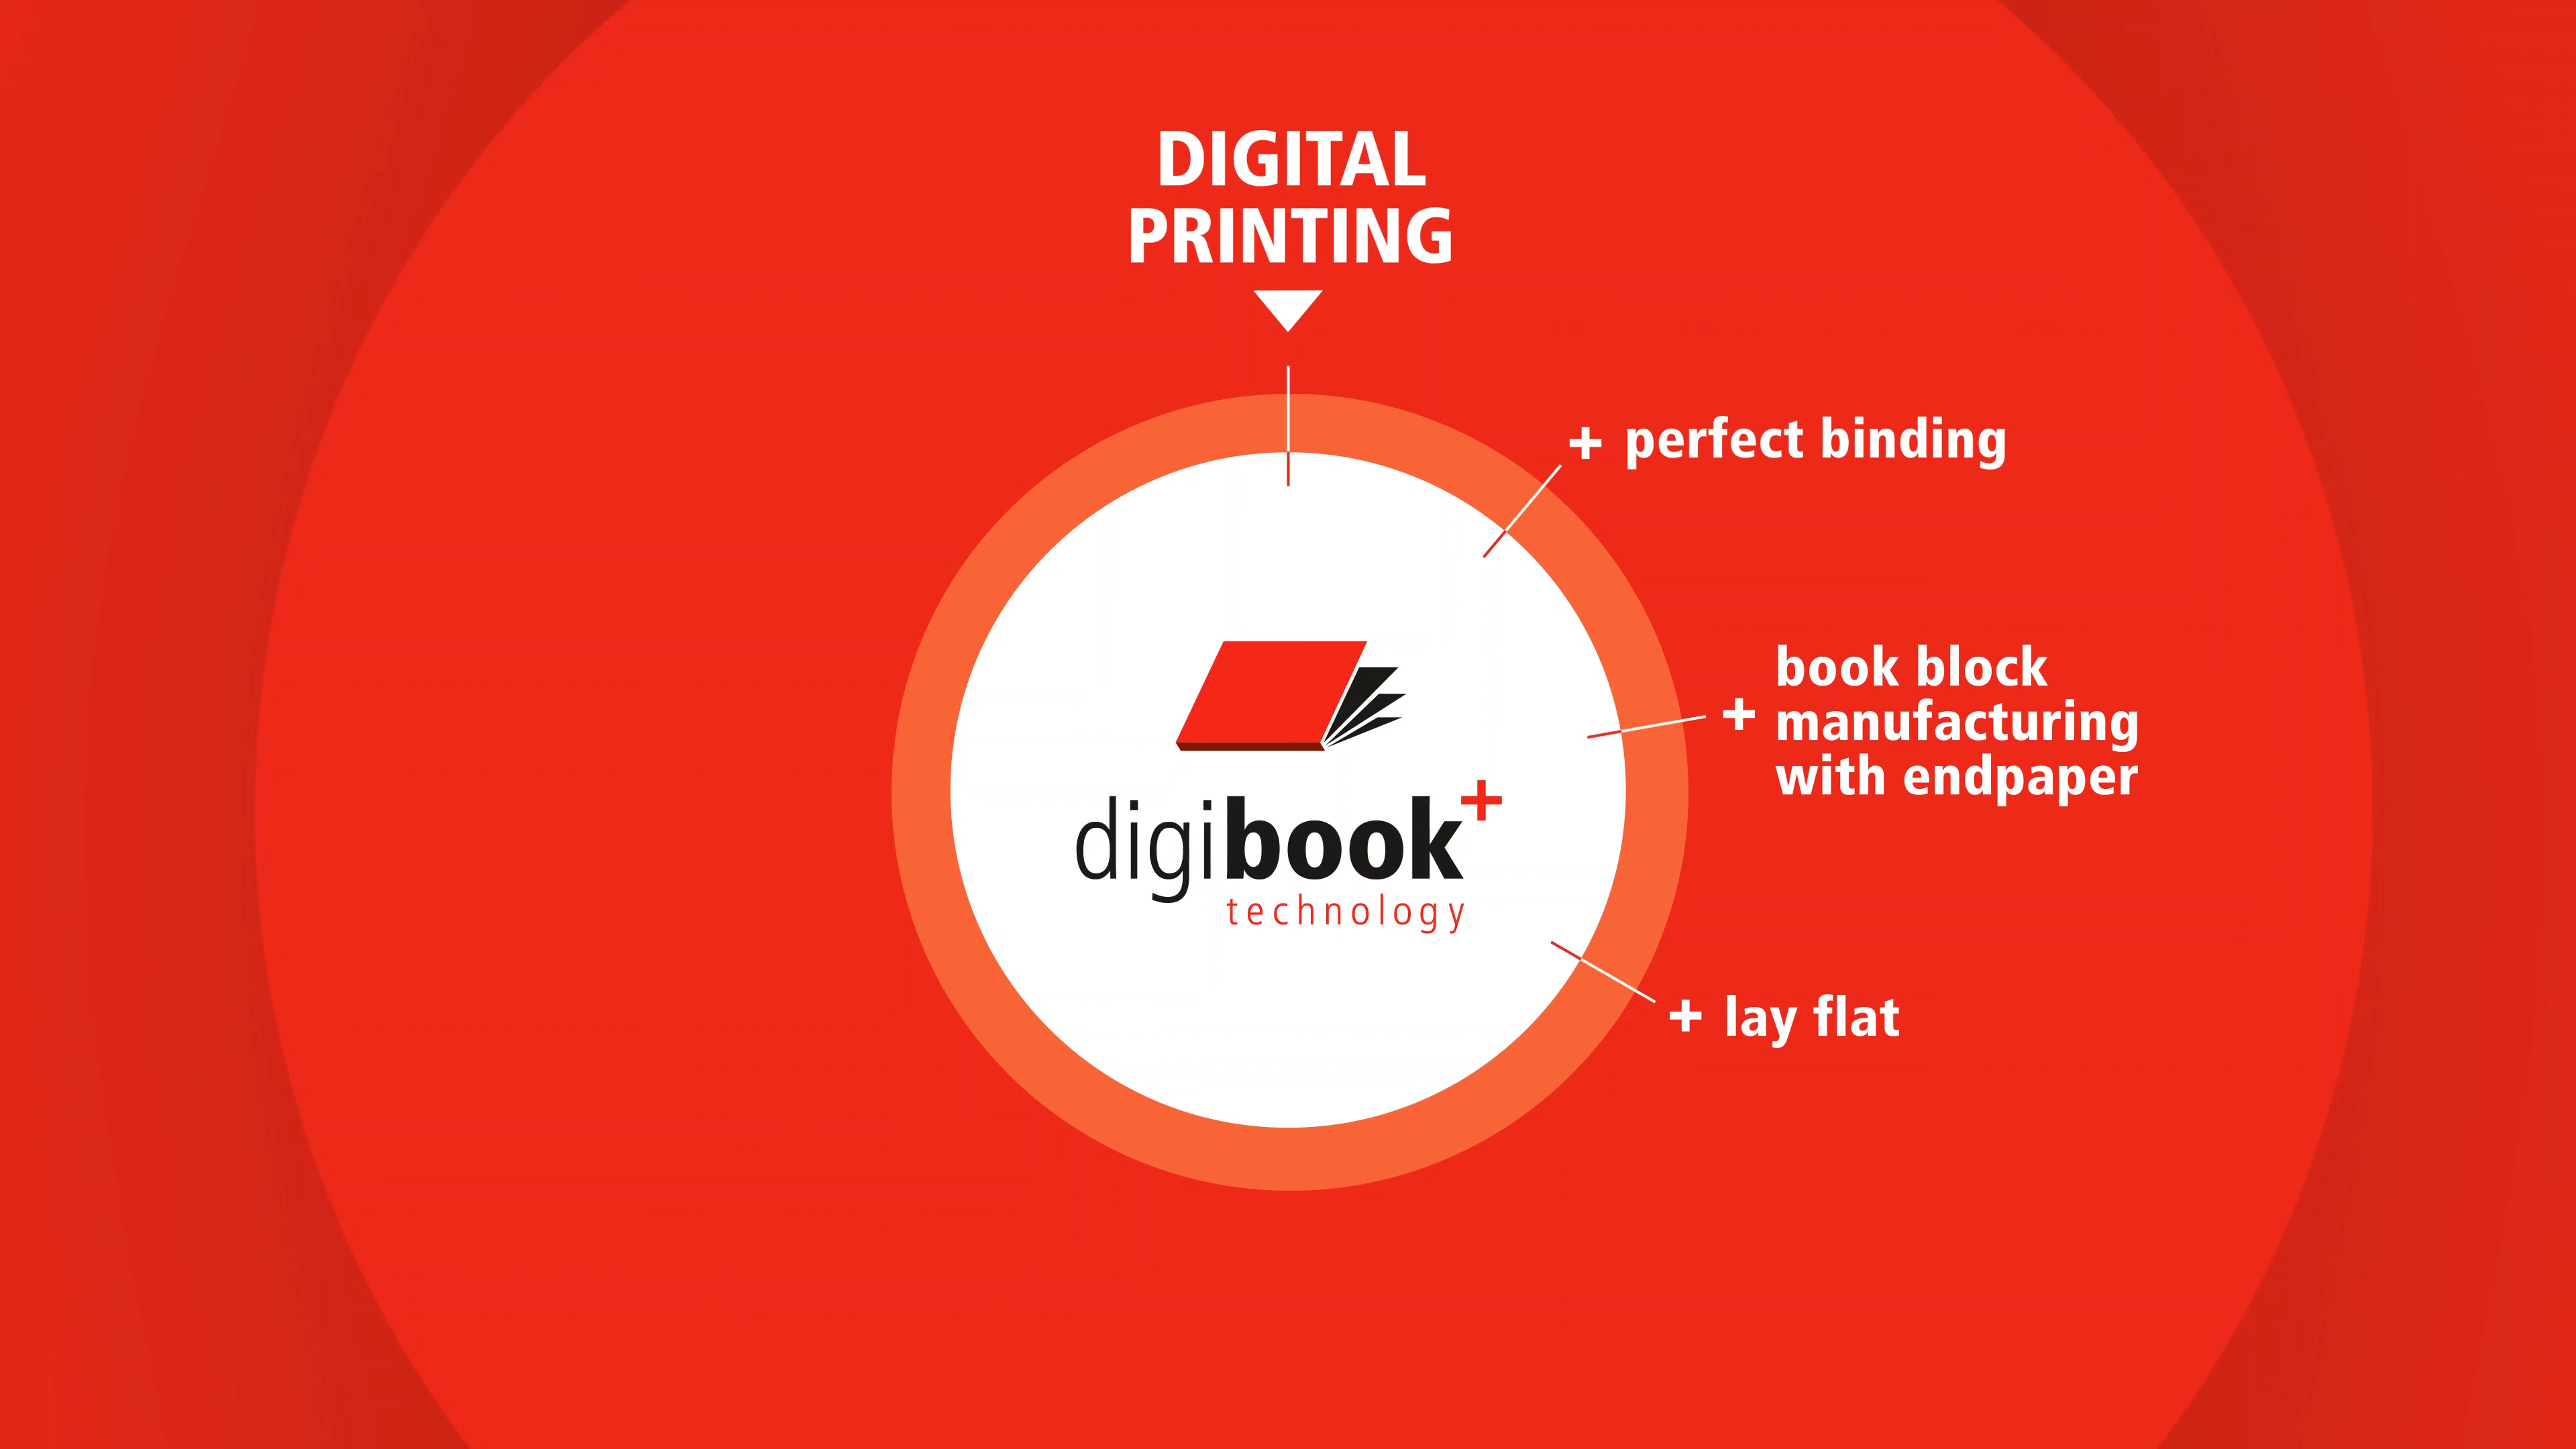 DIGITAL
PRINTING
+ perfect binding
book block
+ manufacturing
with endpaper
digibook+
technology
+ lay flat